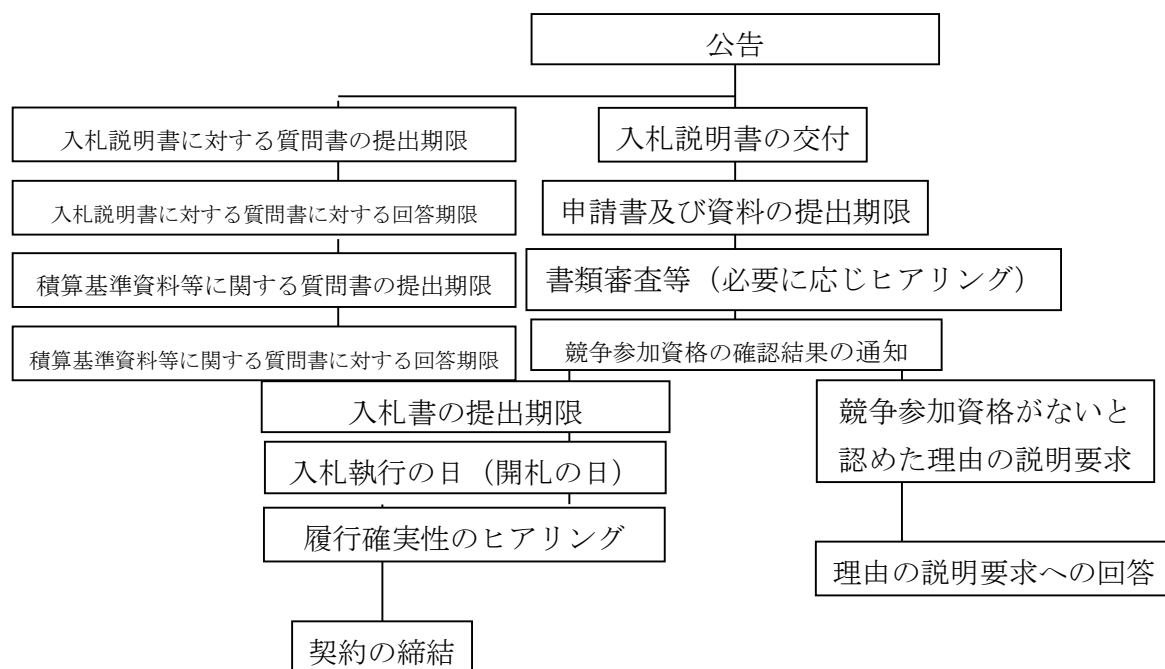 公告
入札説明書に対する質問書の提出期限
入札説明書の交付
入札説明書に対する質問書に対する回答期限
申請書及び資料の提出期限
積算基準資料等に関する質問書の提出期限
書類審査等（必要に応じヒアリング）
積算基準資料等に関する質問書に対する回答期限
競争参加資格の確認結果の通知
入札書の提出期限
競争参加資格がないと
認めた理由の説明要求
入札執行の日（開札の日）
履行確実性のヒアリング
理由の説明要求への回答
契約の締結